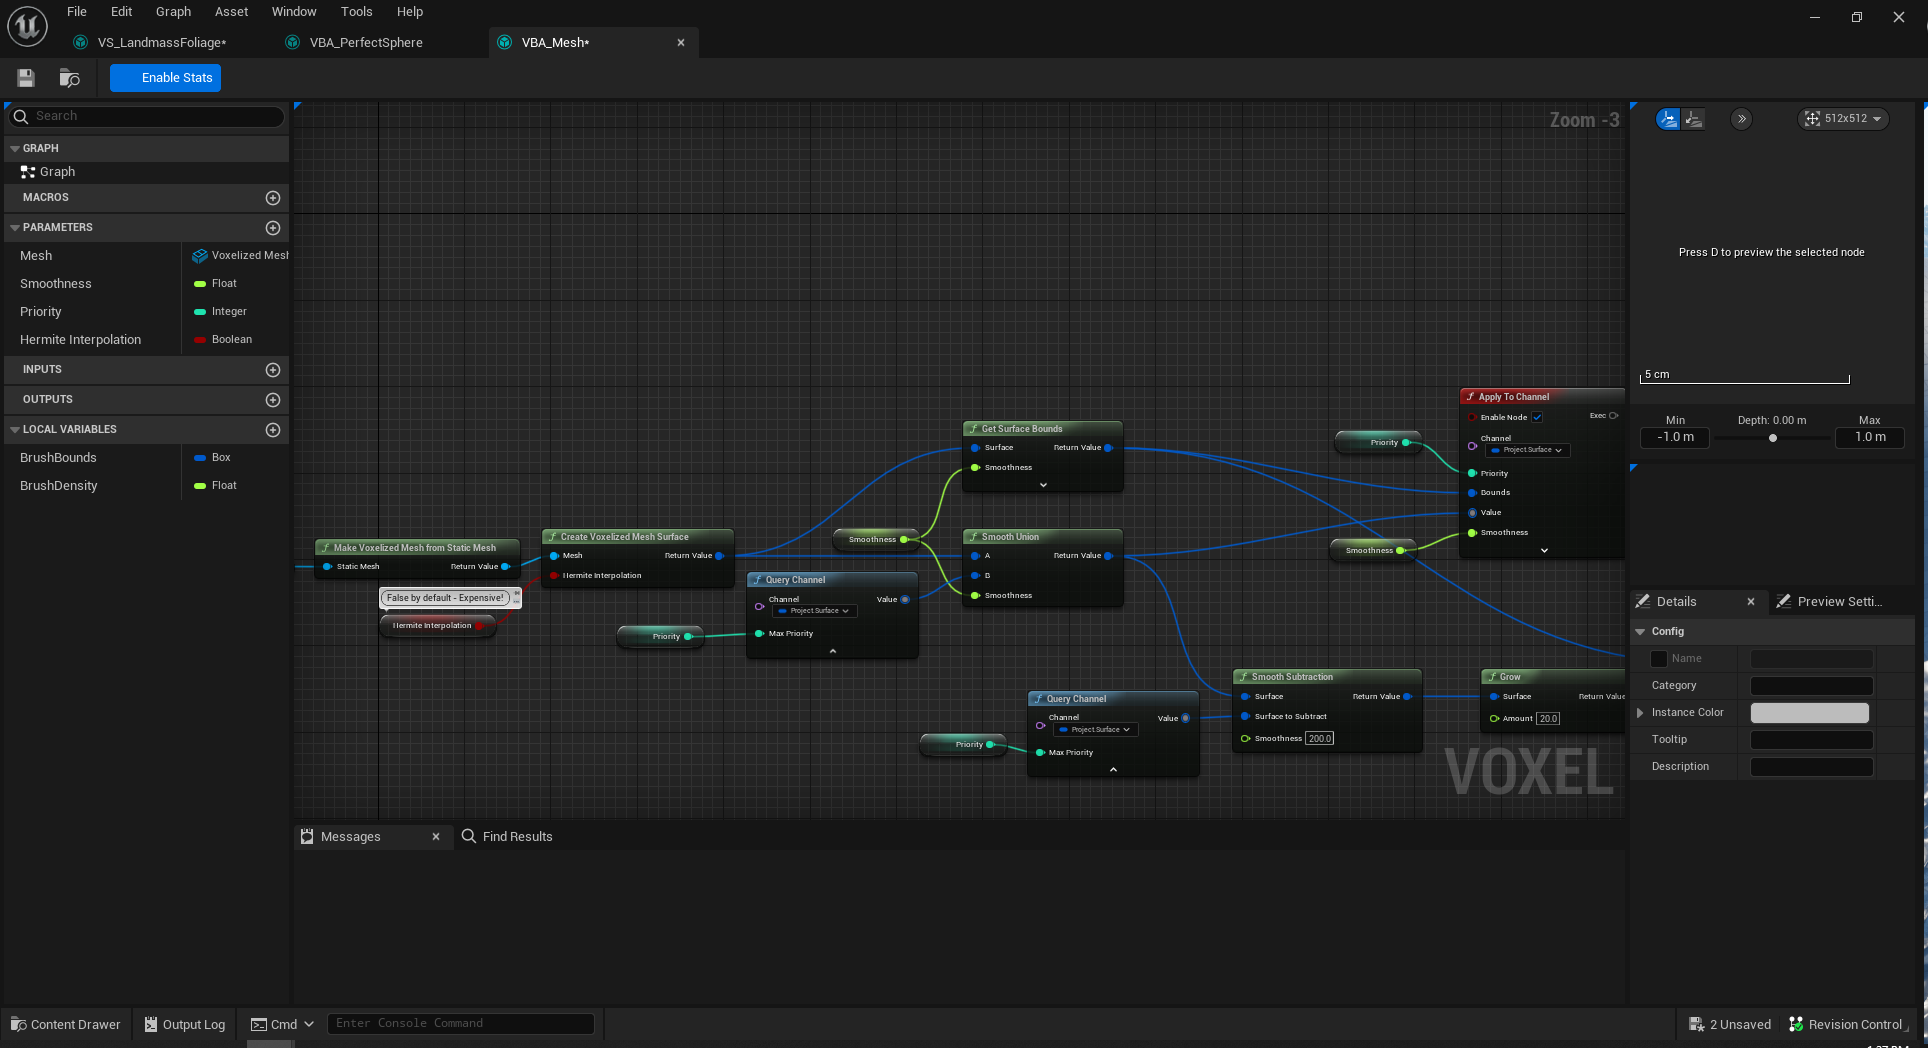 File Edit Graph Asset Window Tools Help
VS_LandmassFoliage*
VBA_PerfectSphere
VBA_Mesh*
Enable Stats
Search
GRAPH
Graph
MACROS
PARAMETERS
Mesh Voxelized Mesh
Smoothness Float
Priority Integer
Hermite Interpolation Boolean
INPUTS
OUTPUTS
LOCAL VARIABLES
BrushBounds Box
BrushDensity Float
Zoom -3
Make Voxelized Mesh from Static Mesh
Static Mesh Return Value
False by default - Expensive!
Hermite Interpolation
Create Voxelized Mesh Surface
Mesh Return Value
Hermite Interpolation
Priority
Query Channel
Channel Value
Project.Surface
Max Priority
Smoothness
Get Surface Bounds
Surface Return Value
Smoothness
Smooth Union
A Return Value
B
Smoothness
Priority
Query Channel
Channel Value
Project.Surface
Max Priority
Smooth Subtraction
Surface Return Value
Surface to Subtract
Smoothness 200.0
Priority
Smoothness
Apply To Channel
Enable Node Exec
Channel
Project.Surface
Priority
Bounds
Value
Smoothness
Grow
Surface Return Value
Amount 20.0
VOXEL
Messages
Find Results
512x512
Press D to preview the selected node
5 cm
Min Depth: 0.00 m Max
-1.0 m 1.0 m
Details
Preview Setti...
Config
Name
Category
Instance Color
Tooltip
Description
Content Drawer
Output Log
Cmd
Enter Console Command
2 Unsaved
Revision Control